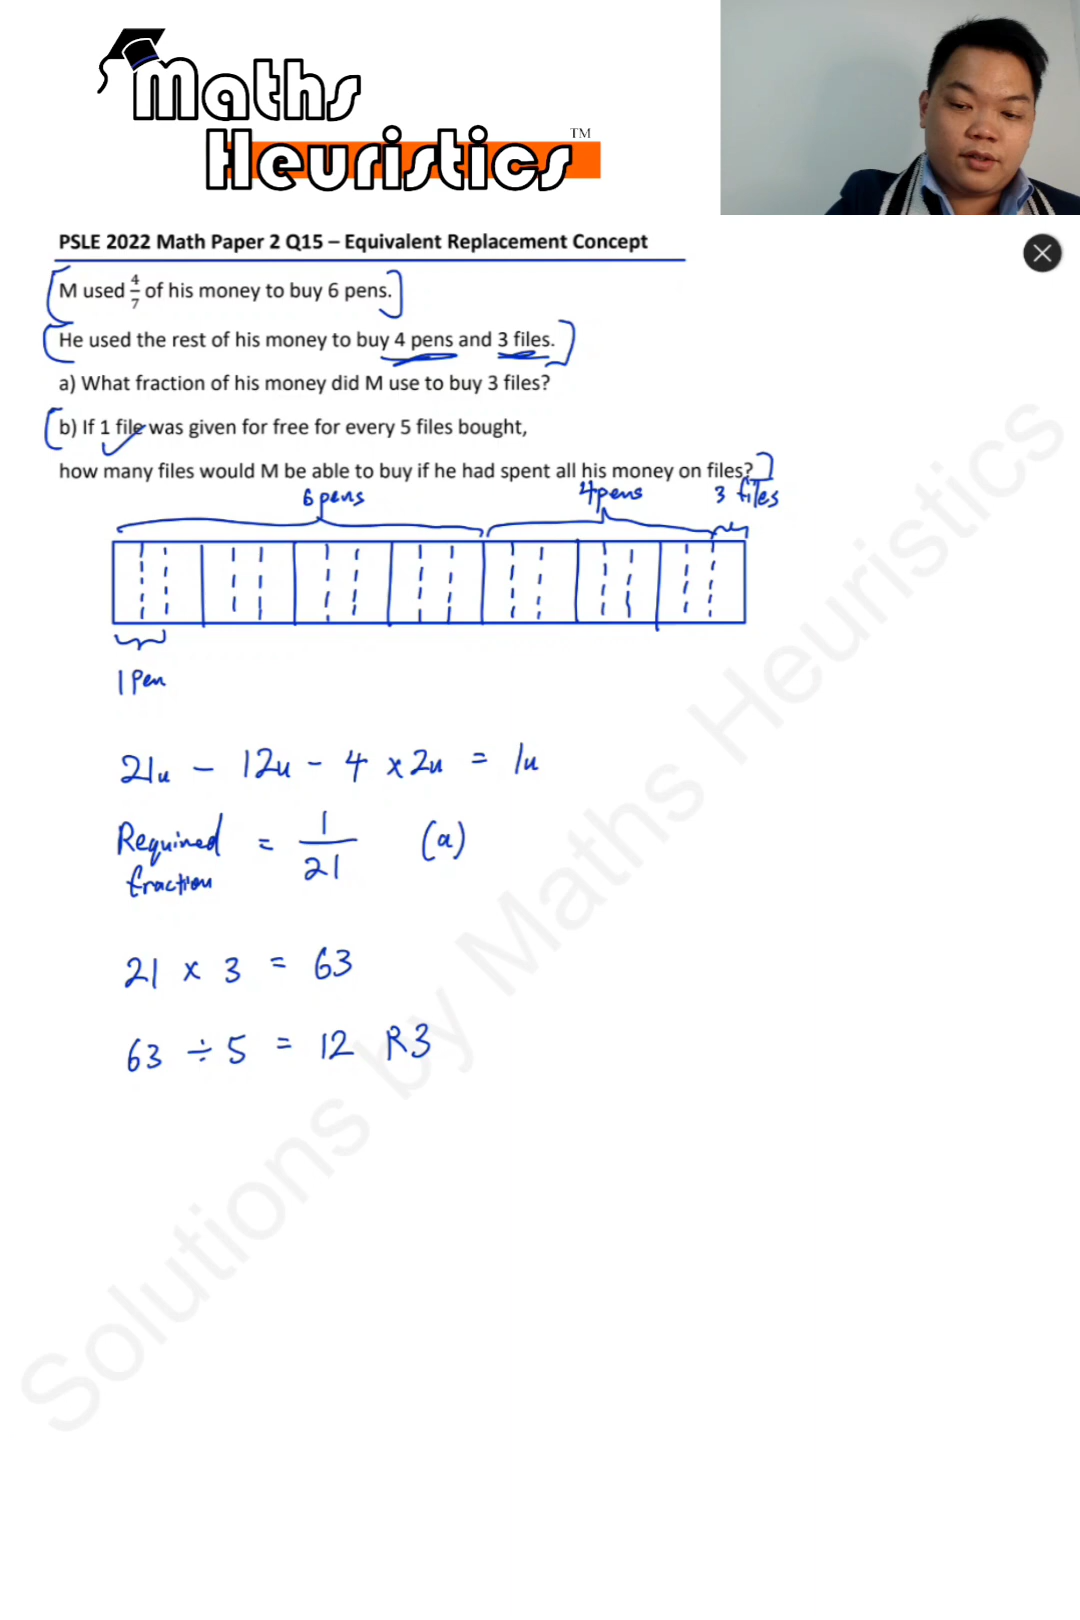 Maths
Heuristics™
PSLE 2022 Math Paper 2 Q15 – Equivalent Replacement Concept
M used 4/7 of his money to buy 6 pens.
He used the rest of his money to buy 4 pens and 3 files.
a) What fraction of his money did M use to buy 3 files?
b) If 1 file was given for free for every 5 files bought,
how many files would M be able to buy if he had spent all his money on files?
6 pens 4 pens 3 files
1 Pen
21u - 12u - 4 × 2u = 1u
Required fraction = 1/21 (a)
21 × 3 = 63
63 ÷ 5 = 12 R3
Solutions by Maths Heuristics